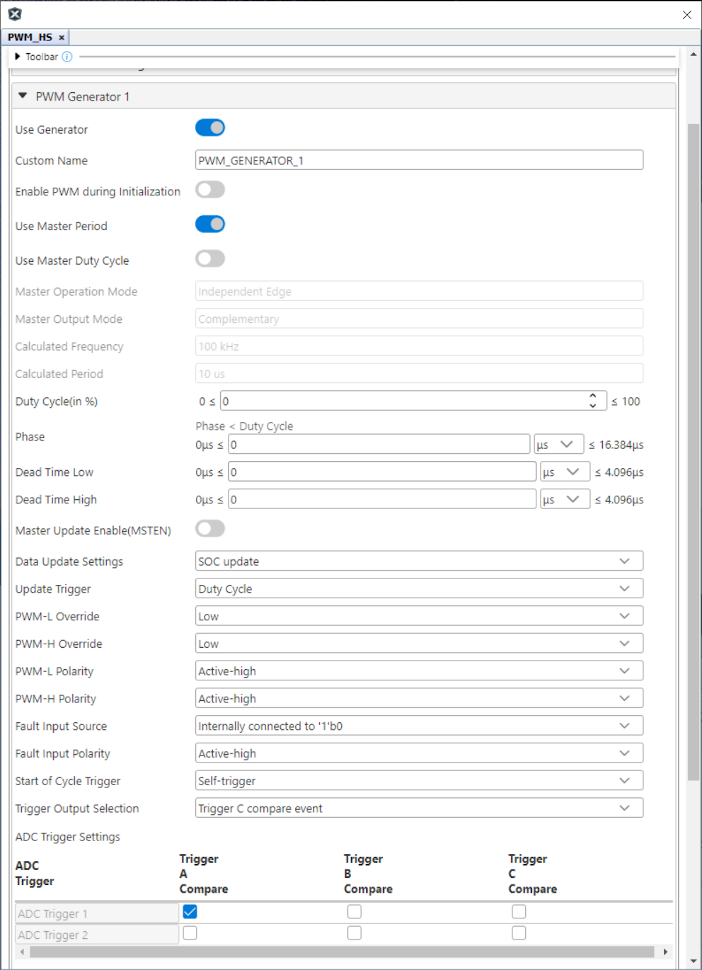 PWM_HS ×
Toolbar
PWM Generator 1
Use Generator
Custom Name PWM_GENERATOR_1
Enable PWM during Initialization
Use Master Period
Use Master Duty Cycle
Master Operation Mode Independent Edge
Master Output Mode Complementary
Calculated Frequency 100 kHz
Calculated Period 10 us
Duty Cycle(in %) 0 ≤ 0 ≤ 100
Phase < Duty Cycle
Phase 0µs ≤ 0 µs ≤ 16.384µs
Dead Time Low 0µs ≤ 0 µs ≤ 4.096µs
Dead Time High 0µs ≤ 0 µs ≤ 4.096µs
Master Update Enable(MSTEN)
Data Update Settings SOC update
Update Trigger Duty Cycle
PWM-L Override Low
PWM-H Override Low
PWM-L Polarity Active-high
PWM-H Polarity Active-high
Fault Input Source Internally connected to '1'b0
Fault Input Polarity Active-high
Start of Cycle Trigger Self-trigger
Trigger Output Selection Trigger C compare event
ADC Trigger Settings
ADC Trigger
Trigger A Compare
Trigger B Compare
Trigger C Compare
ADC Trigger 1
ADC Trigger 2